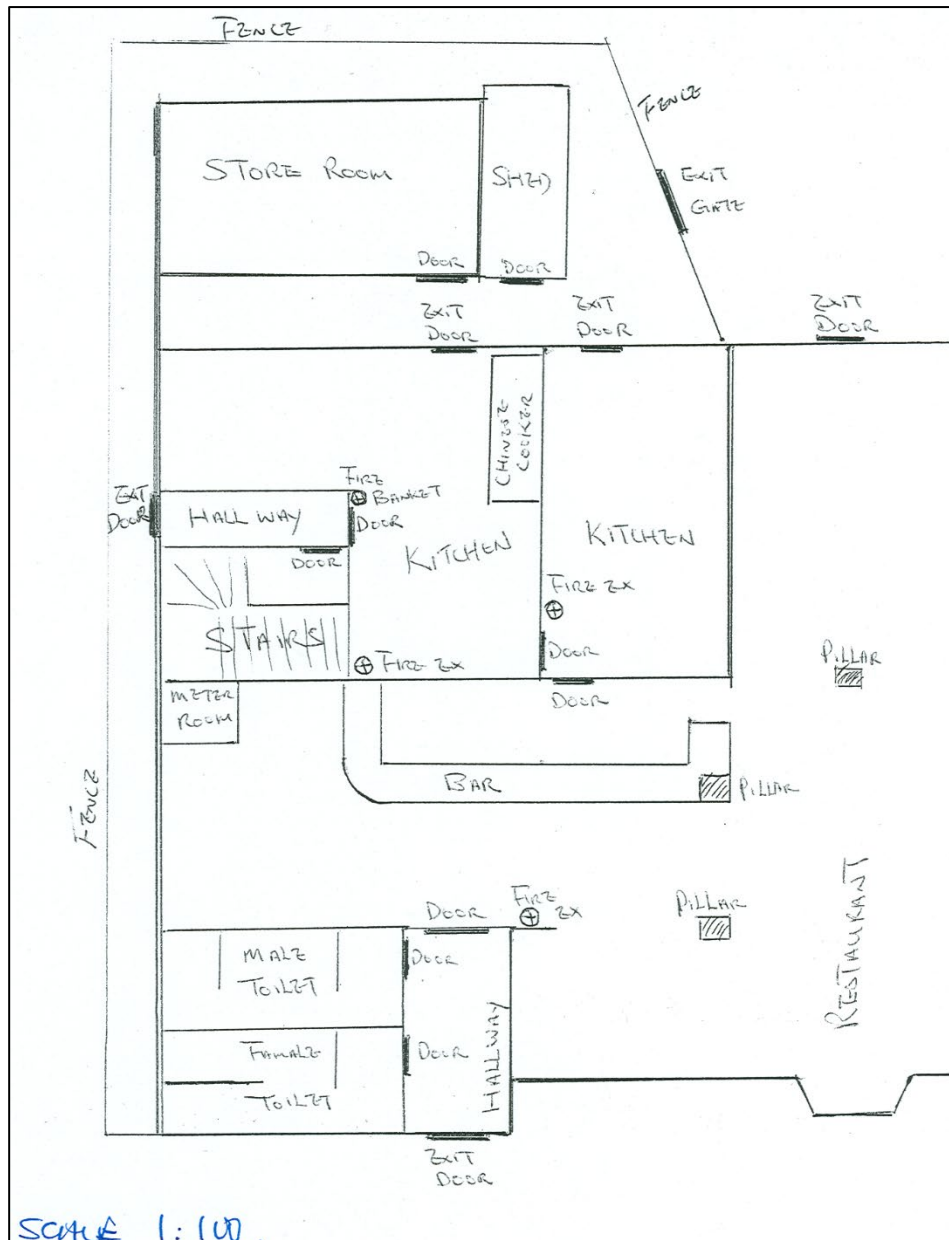 FENCE
FENCE
STORE ROOM
SHED
EXIT
GATE
DOOR
DOOR
EXIT
DOOR
EXIT
DOOR
EXIT
DOOR
CHINESE
COOKER
FIRE
BANKET
EXIT
DOOR
HALL WAY
DOOR
DOOR
KITCHEN
KITCHEN
FIRE EX
STAIRS
DOOR
FIRE EX
PILLAR
METER
ROOM
DOOR
BAR
PILLAR
FENCE
FIRE
EX
DOOR
PILLAR
MALE
TOILET
DOOR
RESTAURANT
FAMALE
TOILET
DOOR
HALLWAY
EXIT
DOOR
SCALE 1:100